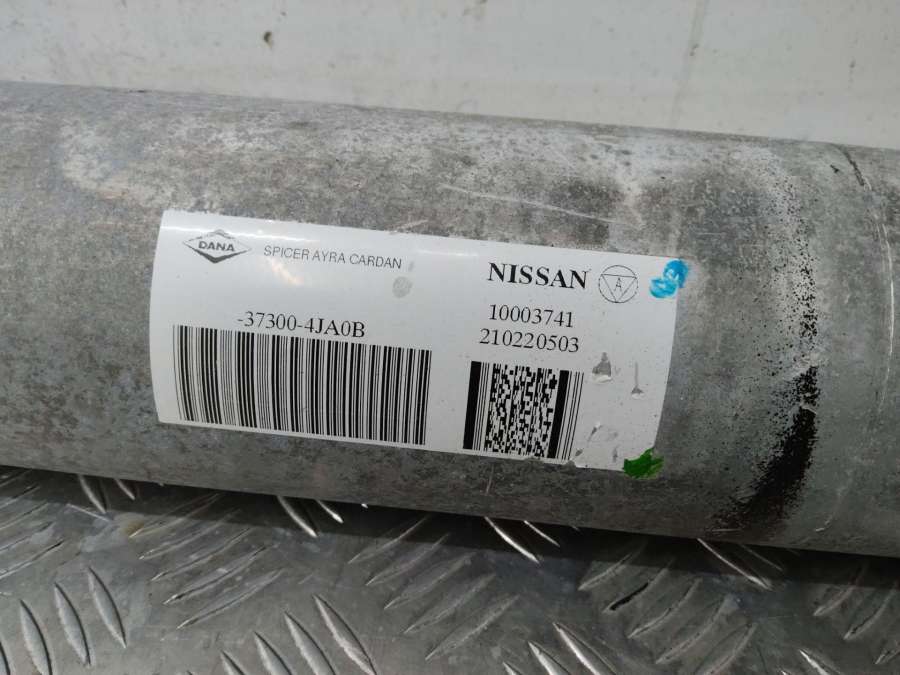 DANA
SPICER AYRA CARDAN
NISSAN
A
-37300-4JA0B
10003741
210220503